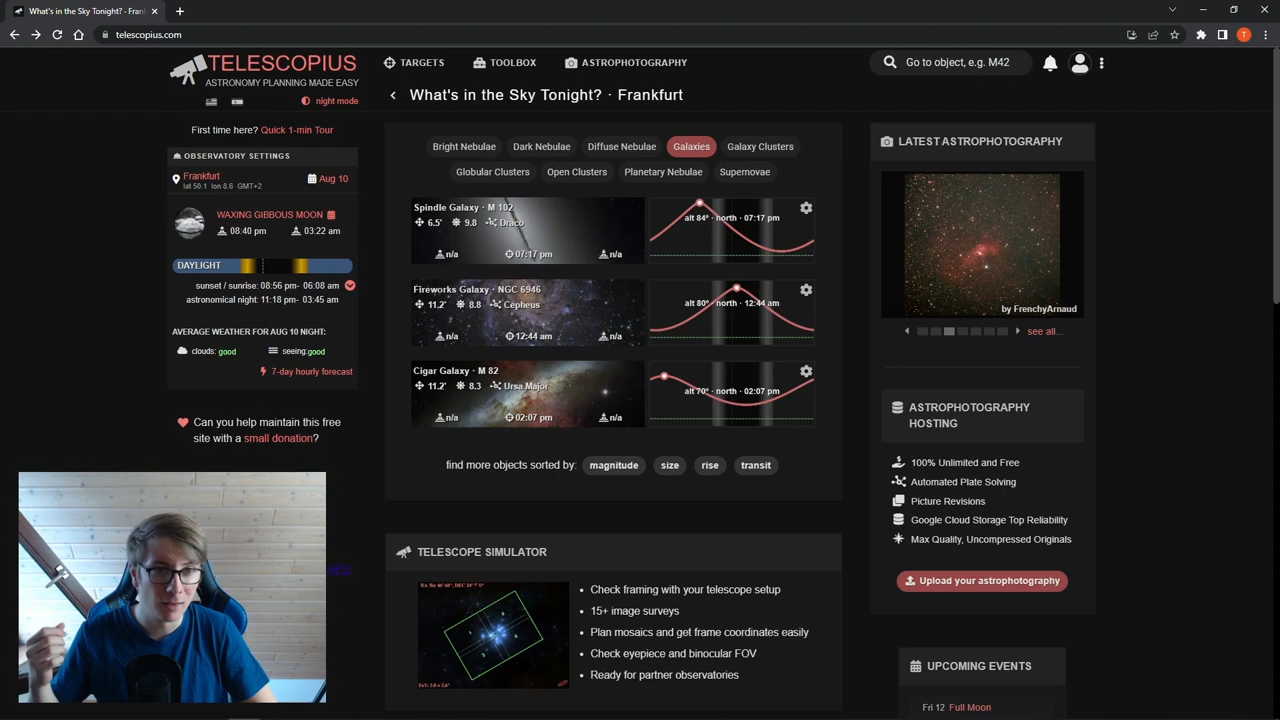 What's in the Sky Tonight? · Fran
telescopius.com
T
TELESCOPIUS
ASTRONOMY PLANNING MADE EASY
night mode
TARGETS
TOOLBOX
ASTROPHOTOGRAPHY
Go to object, e.g. M42
What's in the Sky Tonight? · Frankfurt
First time here? Quick 1-min Tour
OBSERVATORY SETTINGS
Frankfurt
lat 50.1 lon 8.6 GMT+2
Aug 10
WAXING GIBBOUS MOON
08:40 pm
03:22 am
DAYLIGHT
sunset / sunrise: 08:56 pm- 06:08 am
astronomical night: 11:18 pm- 03:45 am
AVERAGE WEATHER FOR AUG 10 NIGHT:
clouds: good
seeing:good
7-day hourly forecast
Can you help maintain this free
site with a small donation?
Bright Nebulae
Dark Nebulae
Diffuse Nebulae
Galaxies
Galaxy Clusters
Globular Clusters
Open Clusters
Planetary Nebulae
Supernovae
Spindle Galaxy · M 102
6.5'
9.8
Draco
n/a
07:17 pm
n/a
alt 84º · north · 07:17 pm
Fireworks Galaxy · NGC 6946
11.2'
8.8
Cepheus
n/a
12:44 am
n/a
alt 80º · north · 12:44 am
Cigar Galaxy · M 82
11.2'
8.3
Ursa Major
n/a
02:07 pm
n/a
alt 70º · north · 02:07 pm
find more objects sorted by:
magnitude
size
rise
transit
TELESCOPE SIMULATOR
Check framing with your telescope setup
15+ image surveys
Plan mosaics and get frame coordinates easily
Check eyepiece and binocular FOV
Ready for partner observatories
LATEST ASTROPHOTOGRAPHY
by FrenchyArnaud
see all...
ASTROPHOTOGRAPHY
HOSTING
100% Unlimited and Free
Automated Plate Solving
Picture Revisions
Google Cloud Storage Top Reliability
Max Quality, Uncompressed Originals
Upload your astrophotography
UPCOMING EVENTS
Fri 12 Full Moon